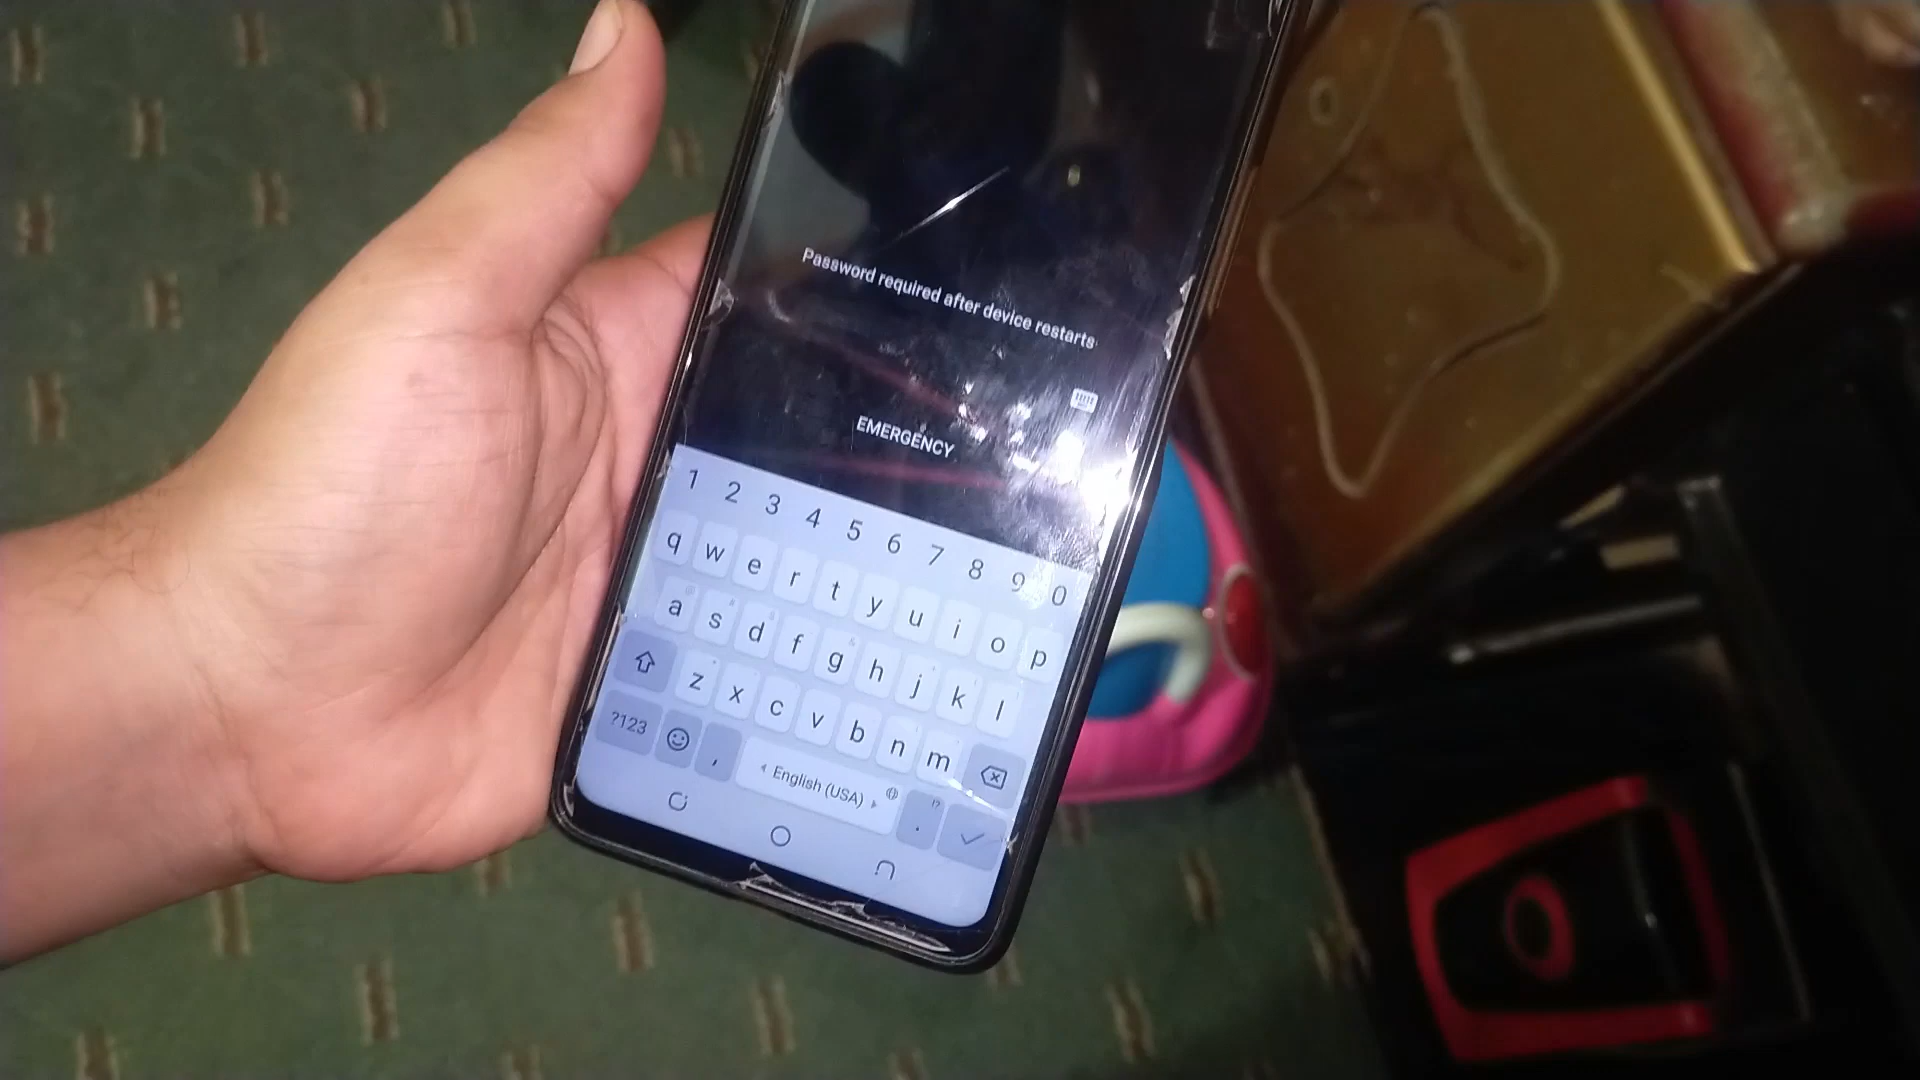 Password required after device restarts
EMERGENCY
1 2 3 4 5 6 7 8 9 0
q w e r t y u i o p
a s d f g h j k l
z x c v b n m
?123 , English (USA) .